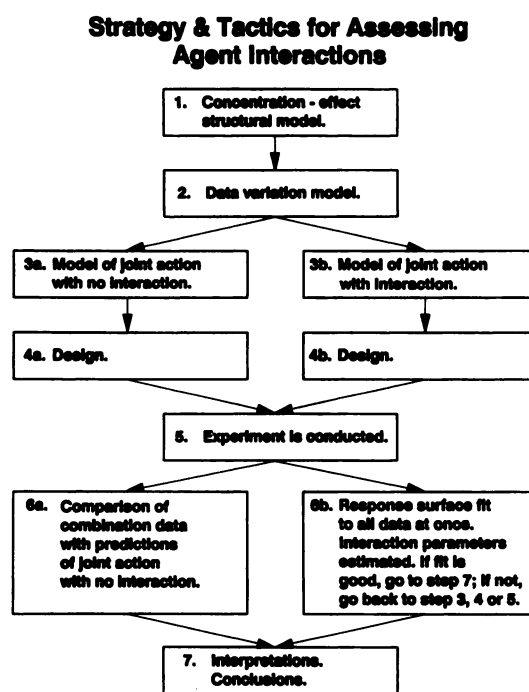 Strategy & Tactics for Assessing
Agent Interactions
1. Concentration - effect
structural model.
2. Data variation model.
3a. Model of joint action
with no interaction.
3b. Model of joint action
with interaction.
4a. Design.
4b. Design.
5. Experiment is conducted.
6a. Comparison of
combination data
with predictions
of joint action
with no interaction.
6b. Response surface fit
to all data at once.
Interaction parameters
estimated. If fit is
good, go to step 7; if not,
go back to step 3, 4 or 5.
7. Interpretations.
Conclusions.